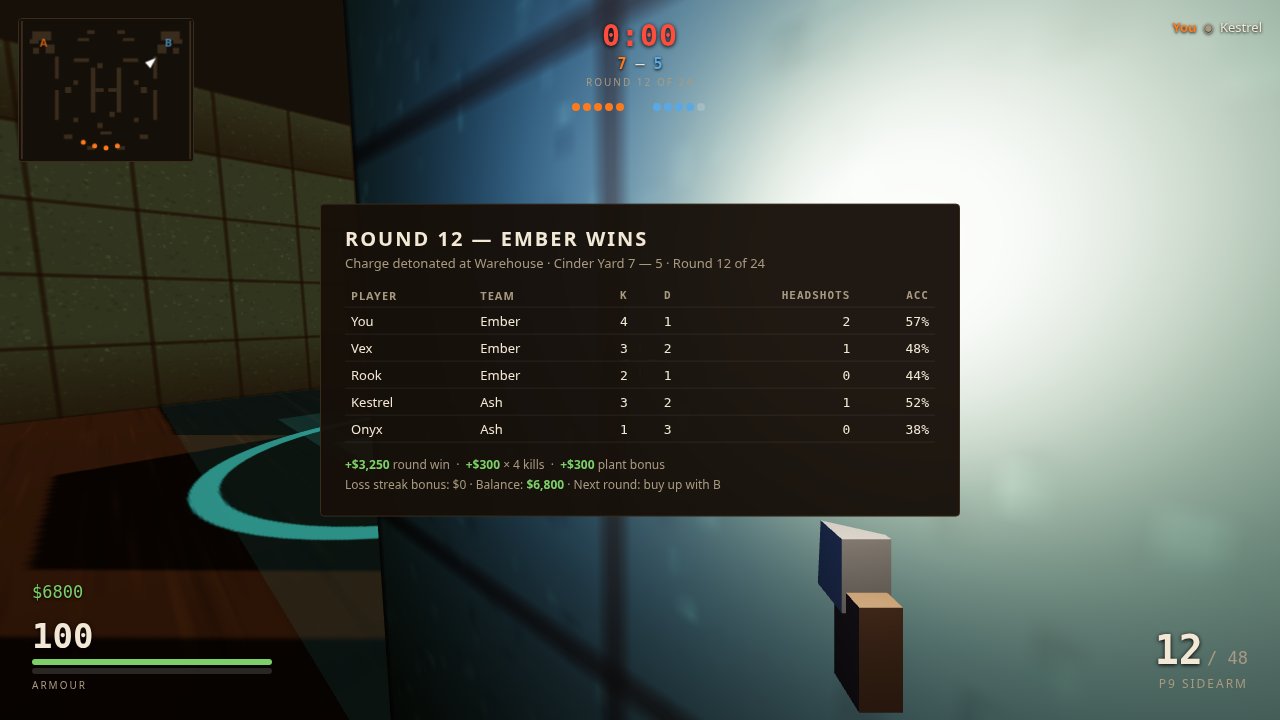 A
B
0:00
7 — 5
ROUND 12 OF 24
You Kestrel
ROUND 12 — EMBER WINS
Charge detonated at Warehouse · Cinder Yard 7 — 5 · Round 12 of 24
PLAYER TEAM K D HEADSHOTS ACC
You Ember 4 1 2 57%
Vex Ember 3 2 1 48%
Rook Ember 2 1 0 44%
Kestrel Ash 3 2 1 52%
Onyx Ash 1 3 0 38%
+$3,250 round win · +$300 × 4 kills · +$300 plant bonus
Loss streak bonus: $0 · Balance: $6,800 · Next round: buy up with B
$6800
100
ARMOUR
12 / 48
P9 SIDEARM